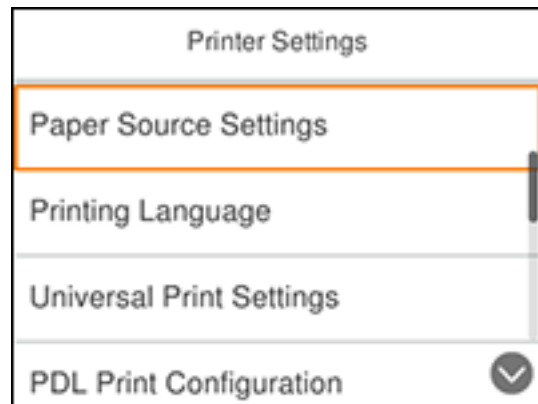 Printer Settings
Paper Source Settings
Printing Language
Universal Print Settings
PDL Print Configuration